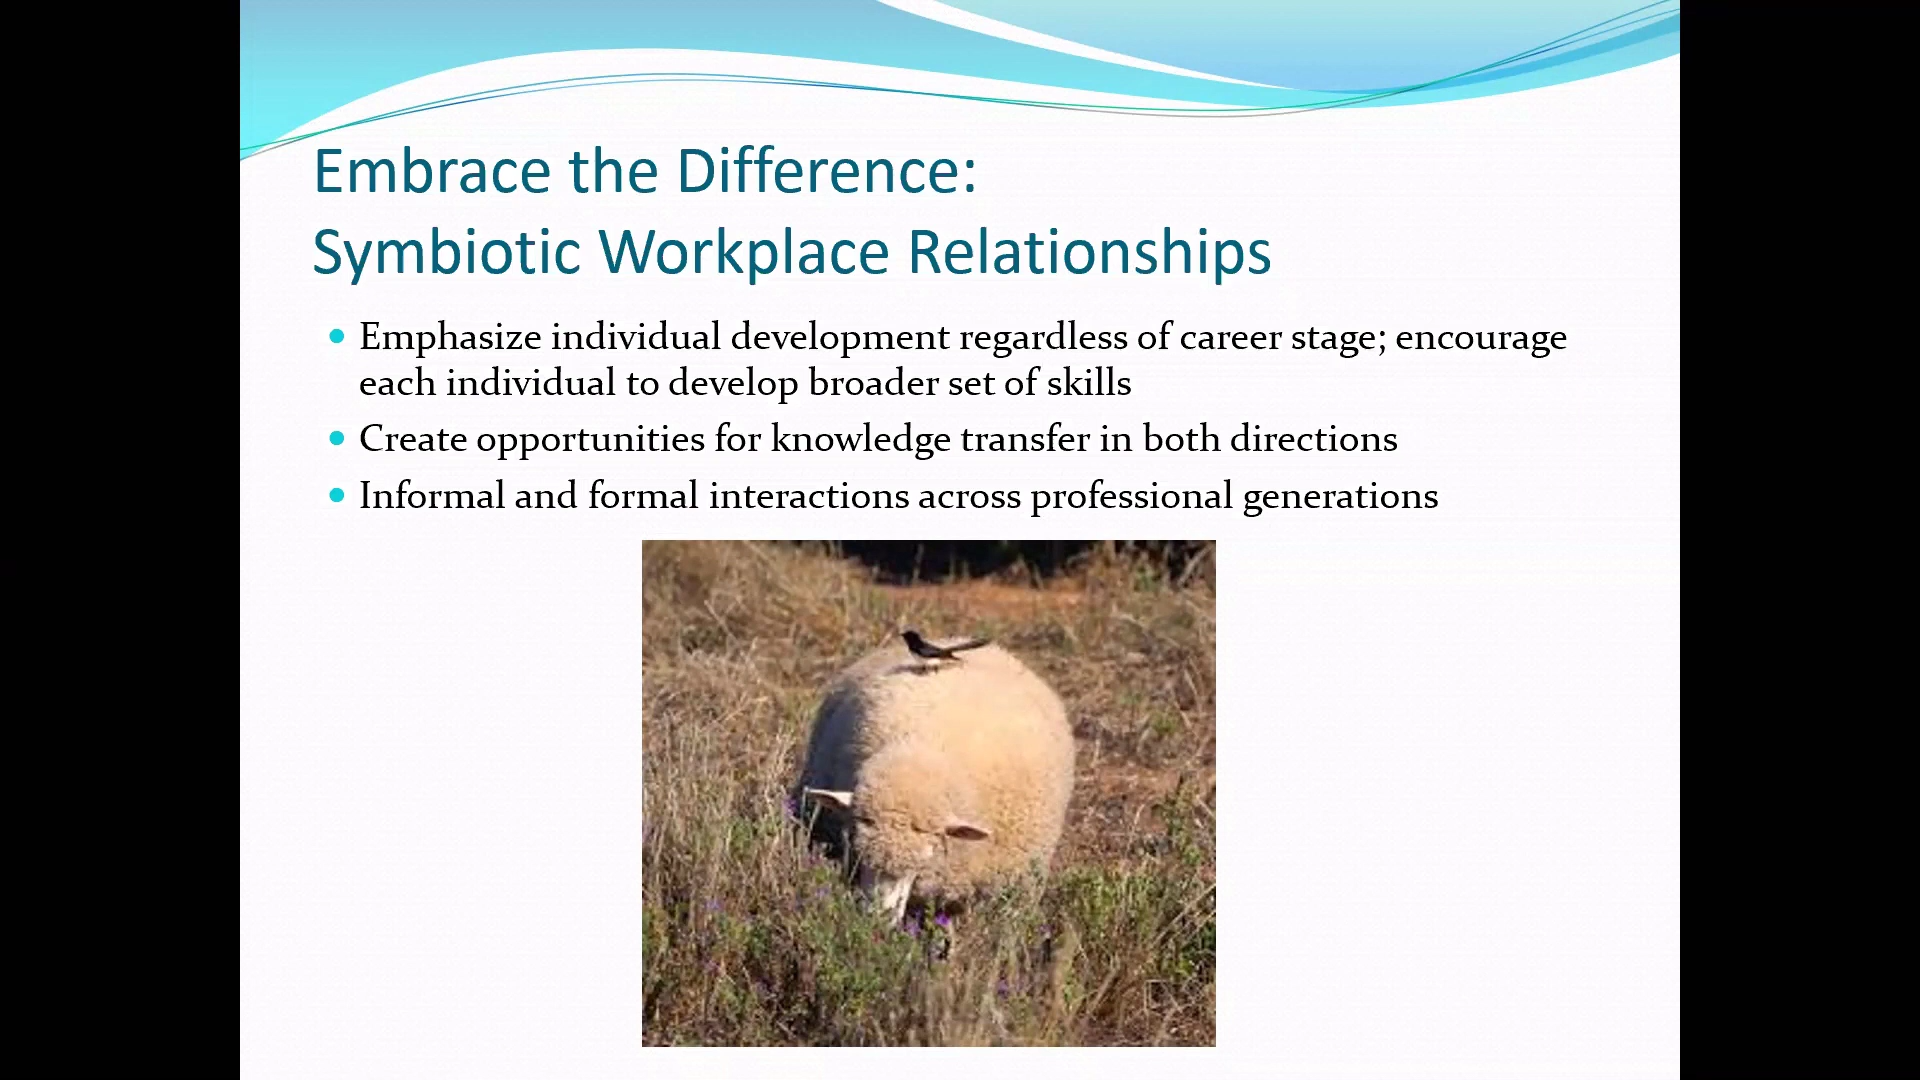 Embrace the Difference:
Symbiotic Workplace Relationships
Emphasize individual development regardless of career stage; encourage
each individual to develop broader set of skills
Create opportunities for knowledge transfer in both directions
Informal and formal interactions across professional generations